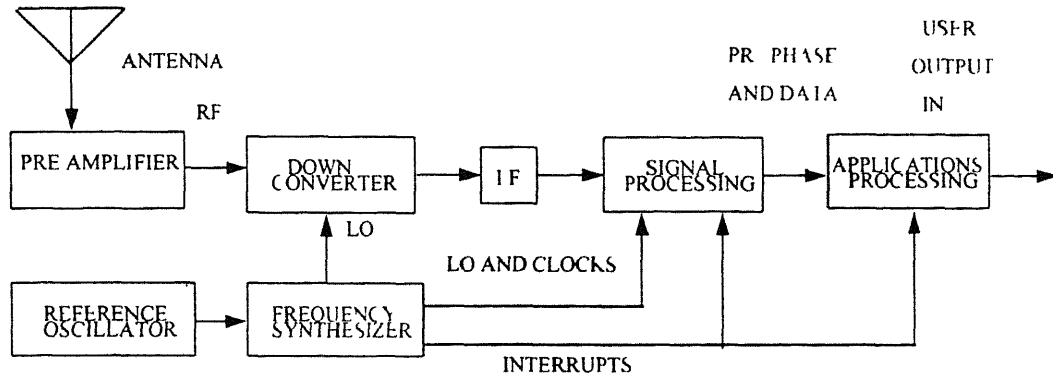 ANTENNA
RF
PR PHASE
AND DATA
USER
OUTPUT
IN
PRE AMPLIFIER
DOWN
CONVERTER
IF
SIGNAL
PROCESSING
APPLICATIONS
PROCESSING
LO
LO AND CLOCKS
REFERENCE
OSCILLATOR
FREQUENCY
SYNTHESIZER
INTERRUPTS